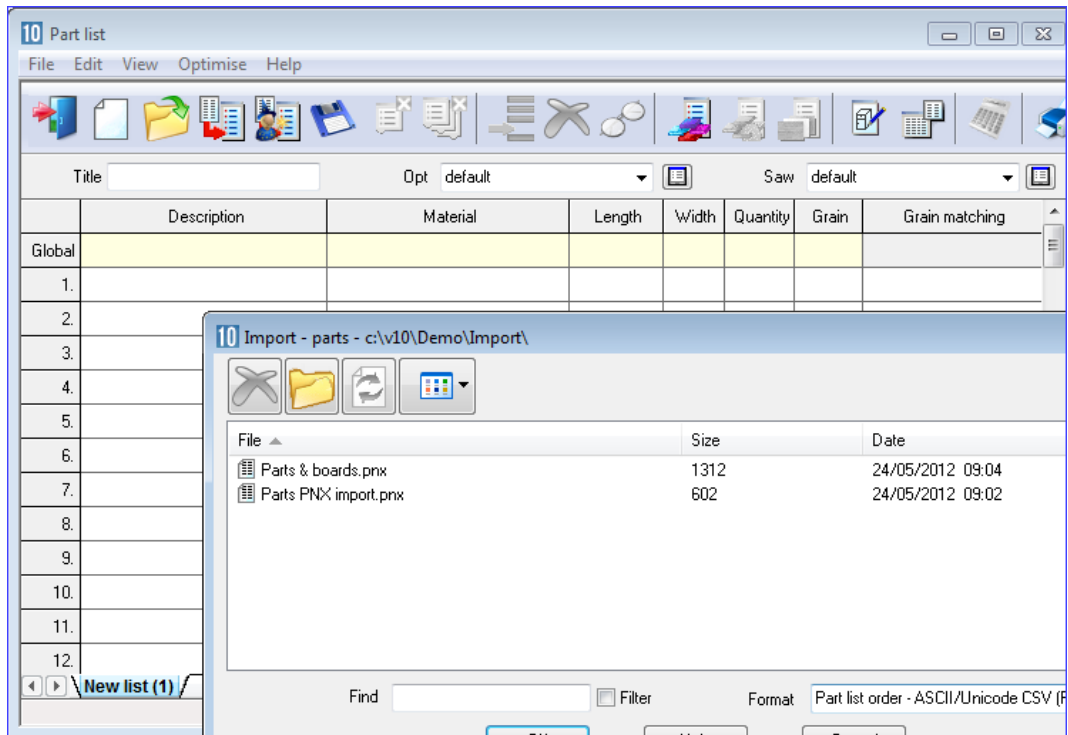 10 Part list
File Edit View Optimise Help
Title Opt default Saw default
Description Material Length Width Quantity Grain Grain matching
Global
1.
2.
3.
4.
5.
6.
7.
8.
9.
10.
11.
12.
New list (1)
10 Import - parts - c:\v10\Demo\Import\
File Size Date
Parts & boards.pnx 1312 24/05/2012 09:04
Parts PNX import.pnx 602 24/05/2012 09:02
Find Filter Format Part list order - ASCII/Unicode CSV (P